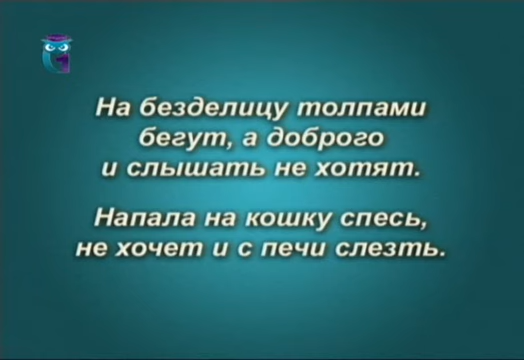 На безделицу толпами
бегут, а доброго
и слышать не хотят.
Напала на кошку спесь,
не хочет и с печи слезть.